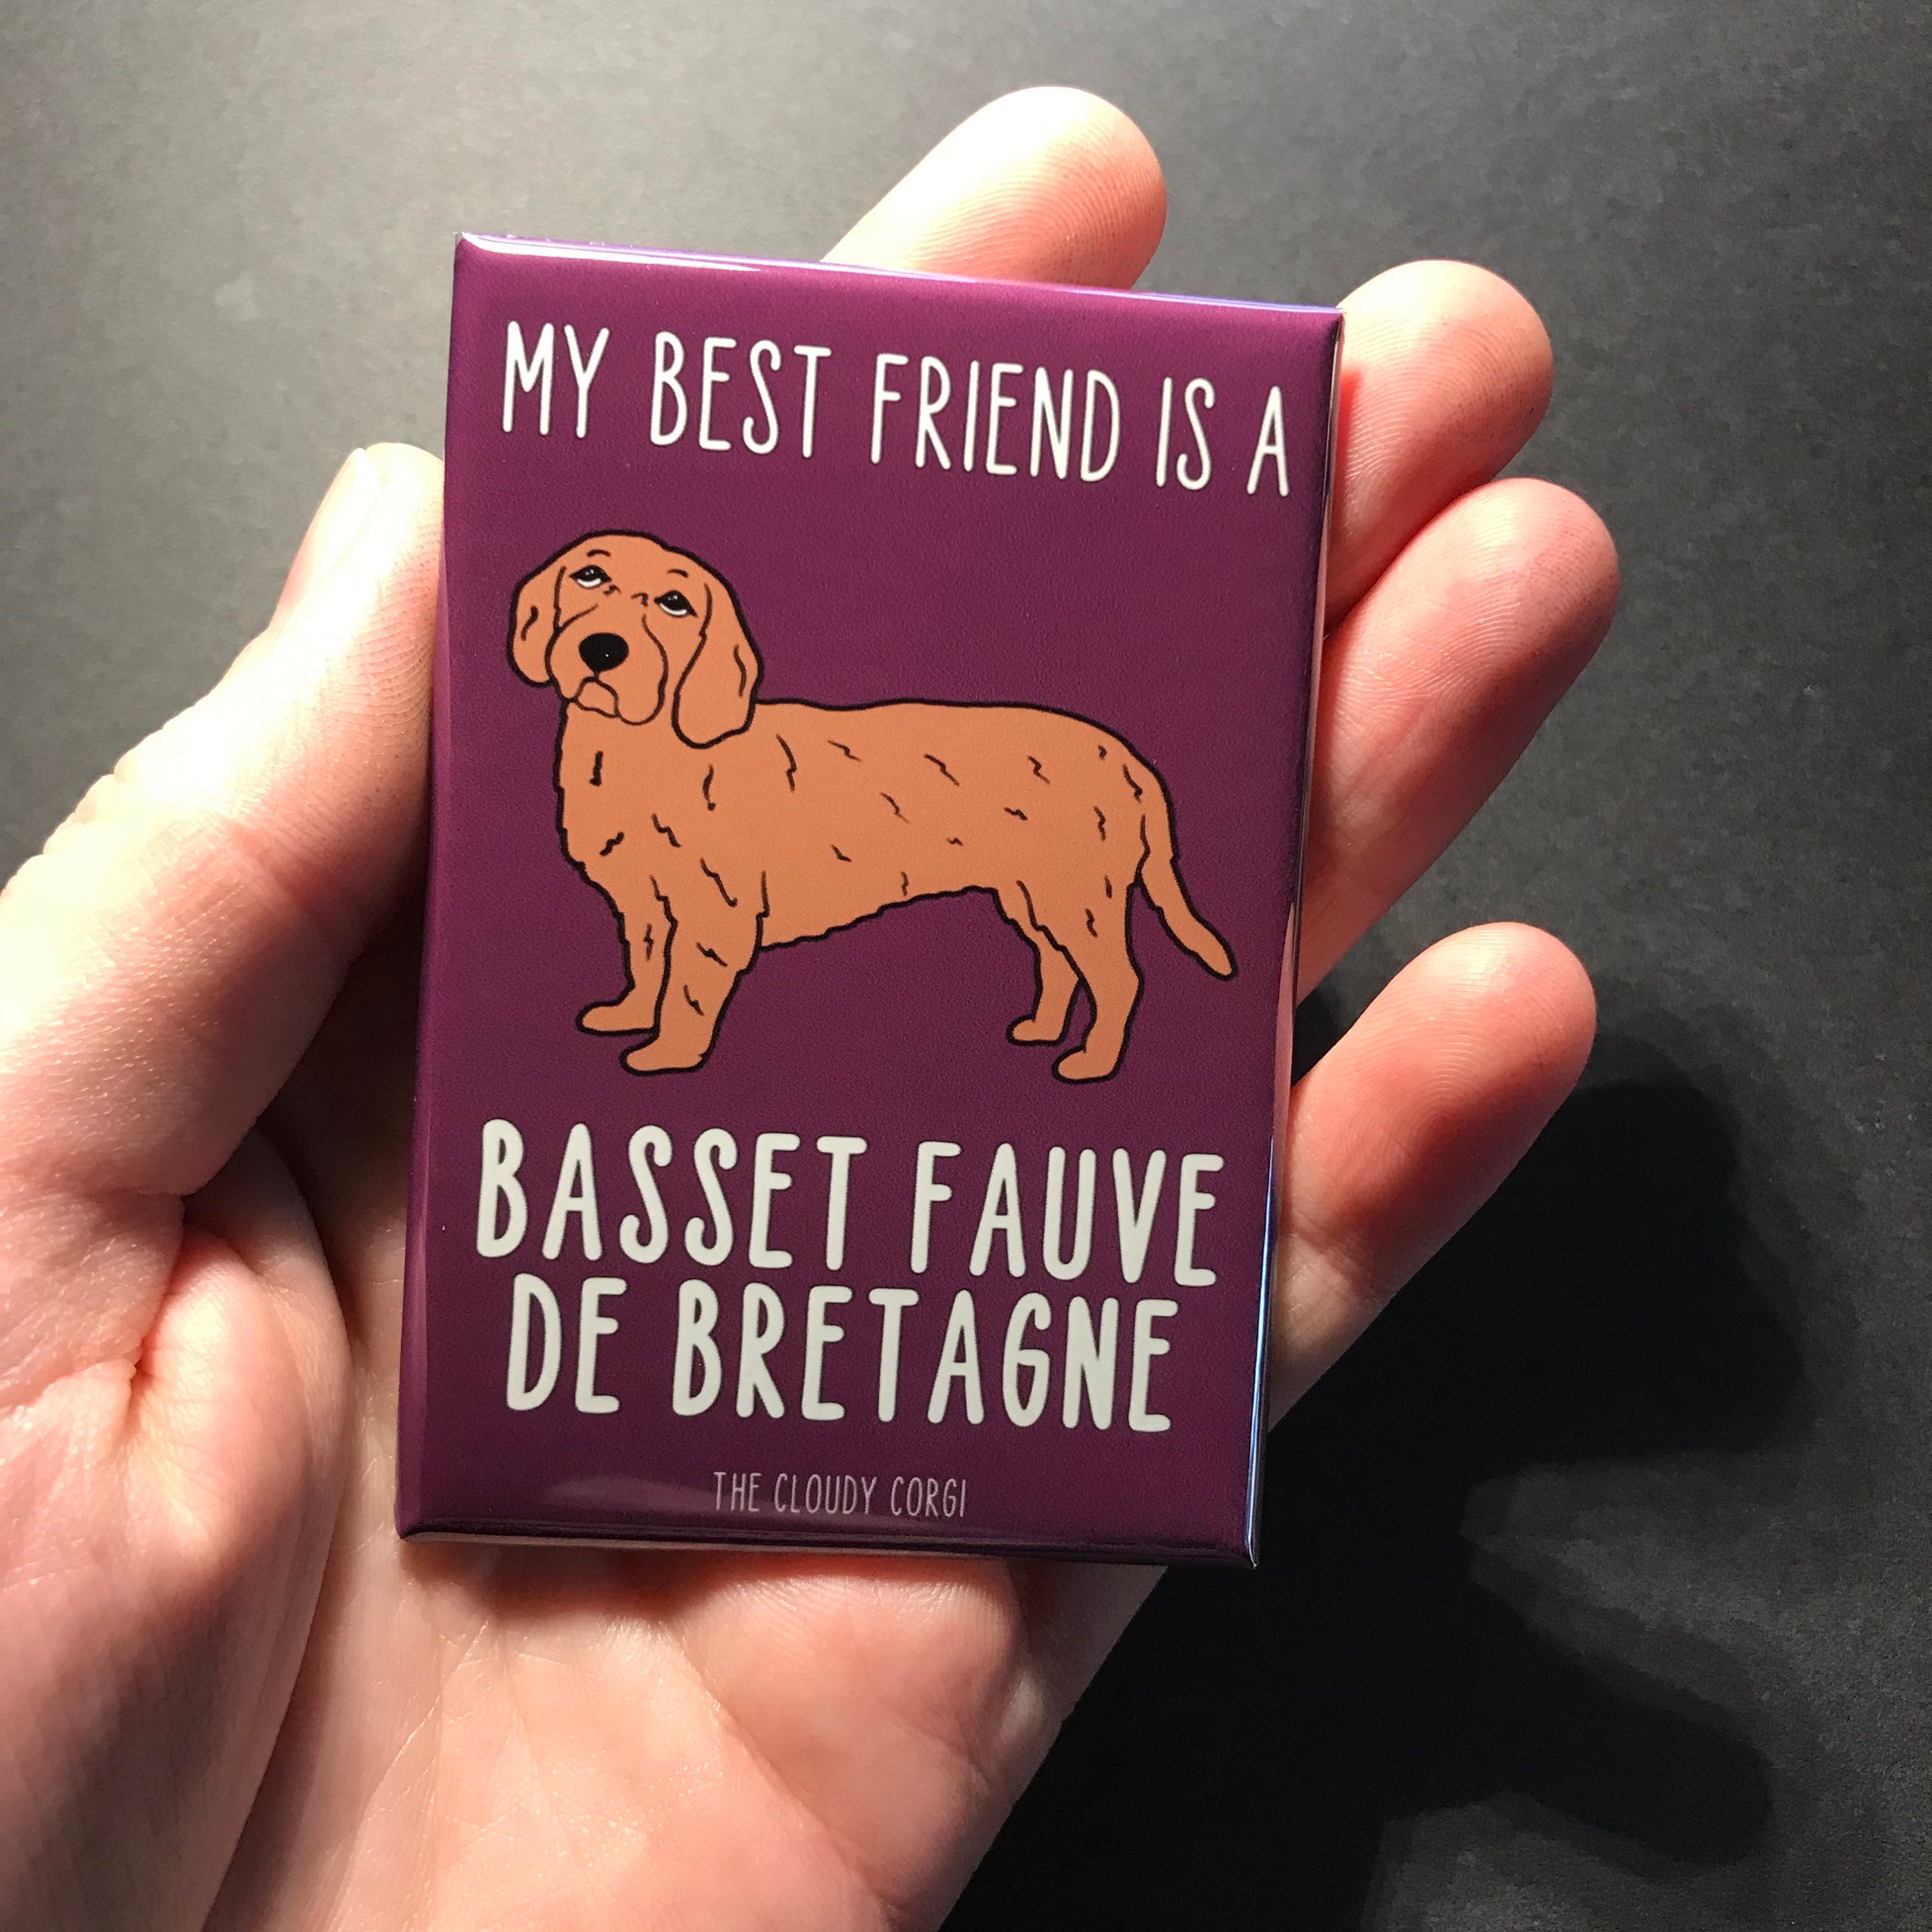 MY BEST FRIEND IS A
BASSET FAUVE
DE BRETAGNE
THE CLOUDY CORGI